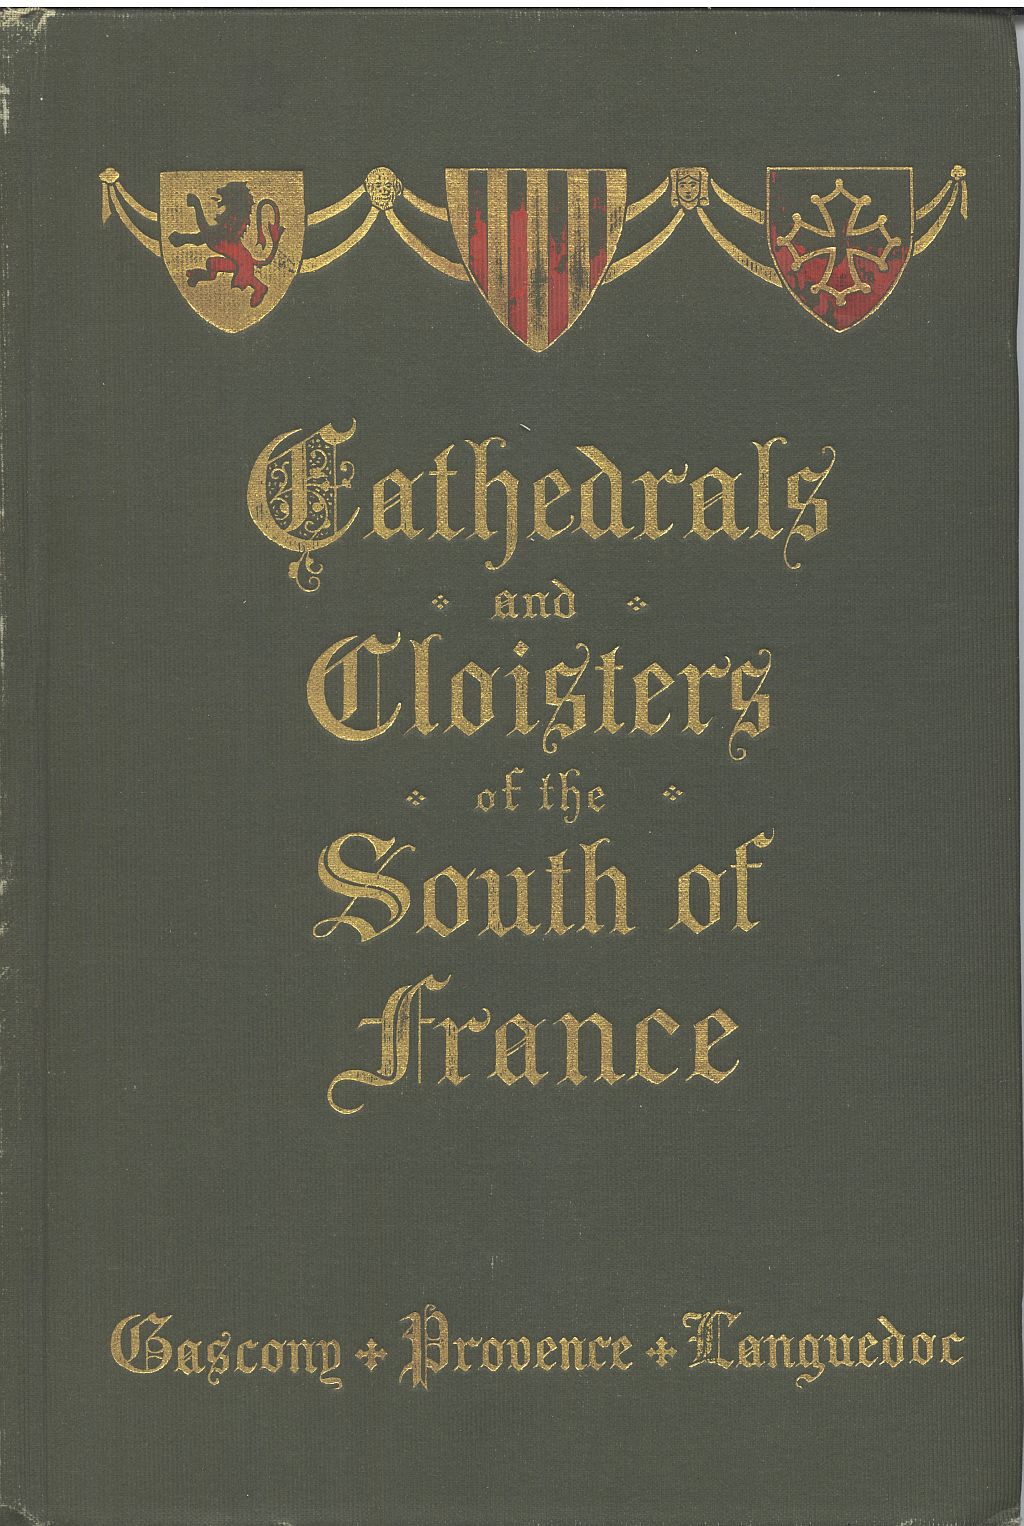 Cathedrals
and
Cloisters
of the
South of
France
Gascony + Provence + Languedoc